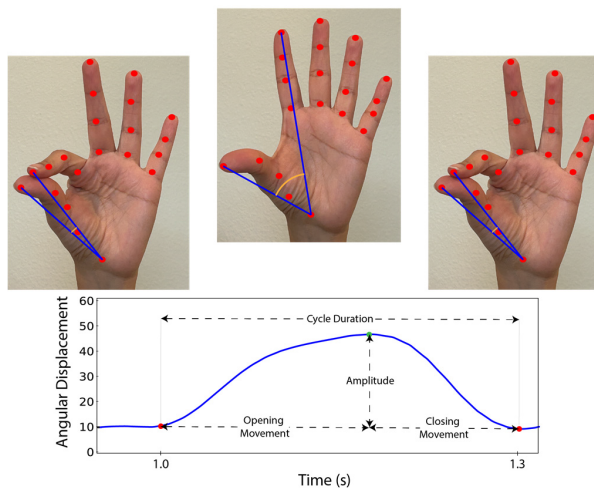 60
50
40
30
20
10
0
Angular Displacement
Cycle Duration
Amplitude
Opening
Movement
Closing
Movement
1.0
1.3
Time (s)